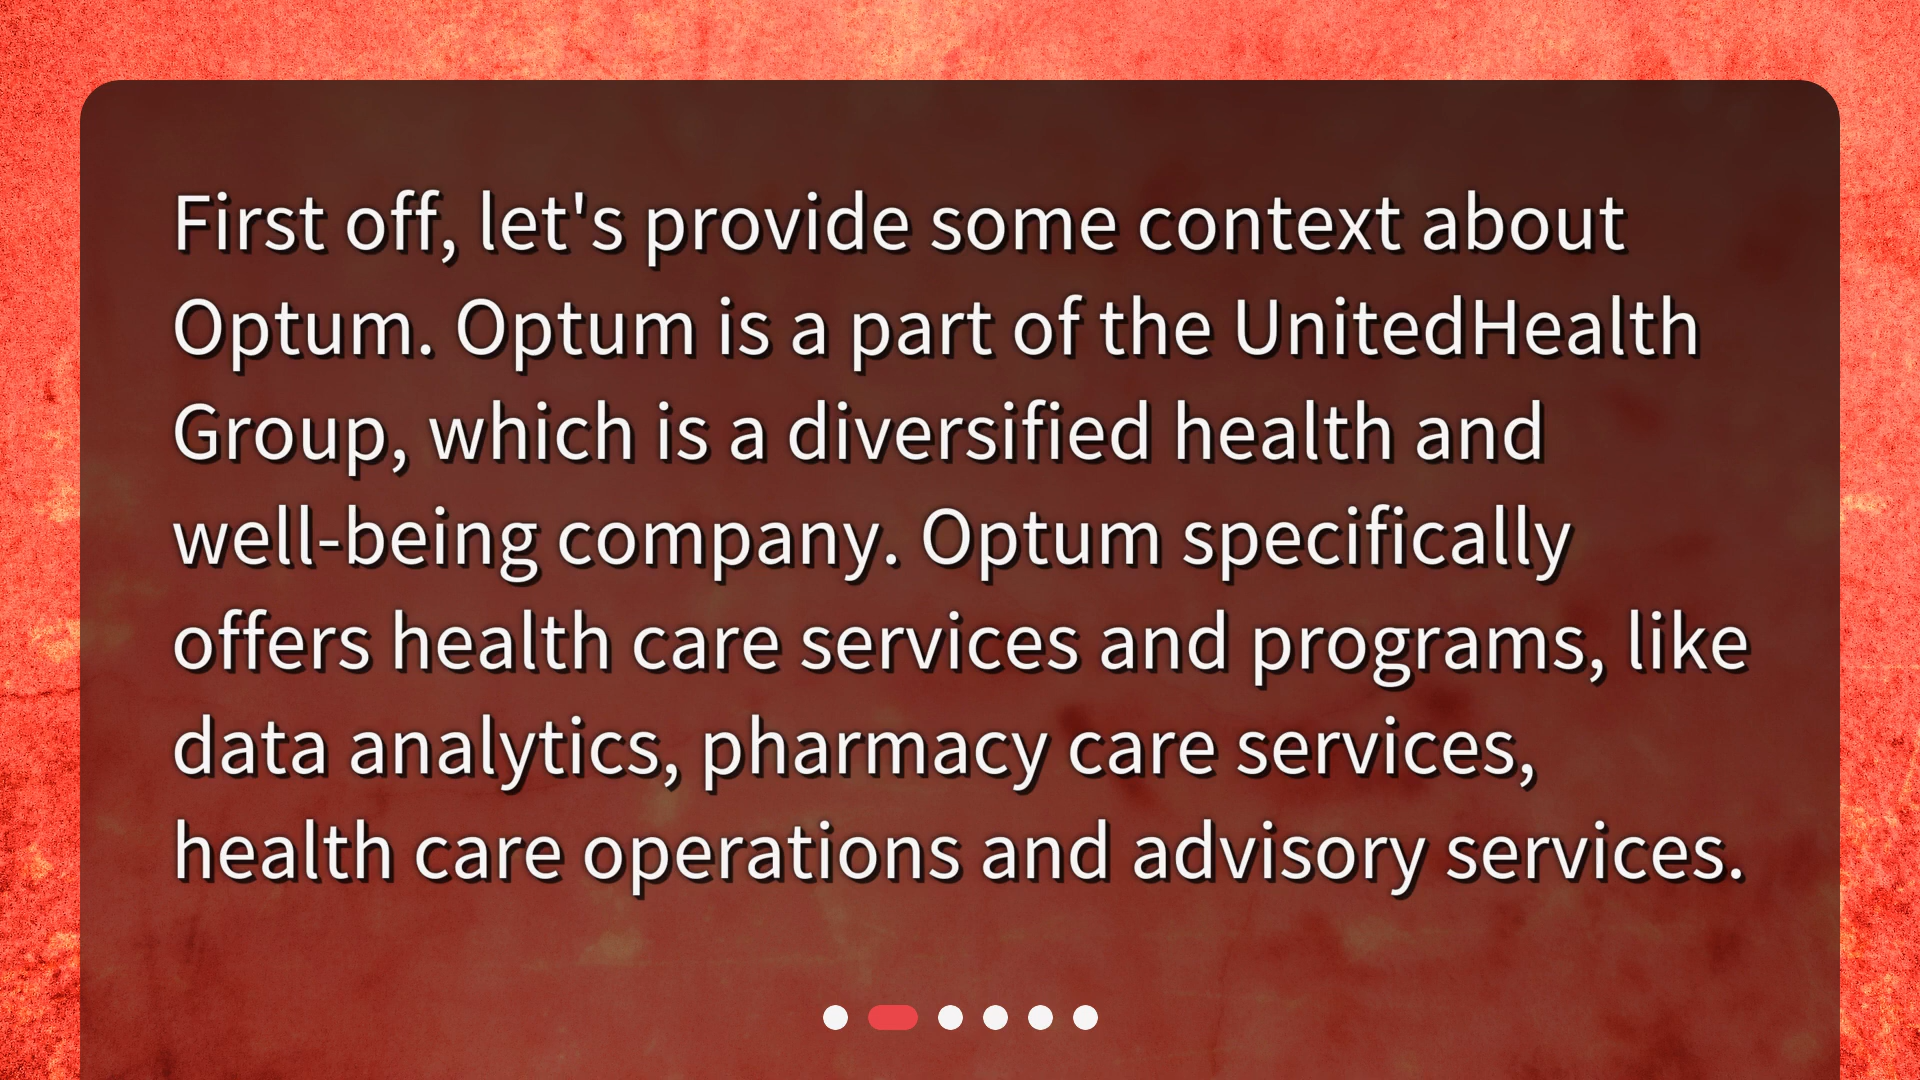 First off, let's provide some context about
Optum. Optum is a part of the UnitedHealth
Group, which is a diversified health and
well-being company. Optum specifically
offers health care services and programs, like
data analytics, pharmacy care services,
health care operations and advisory services.